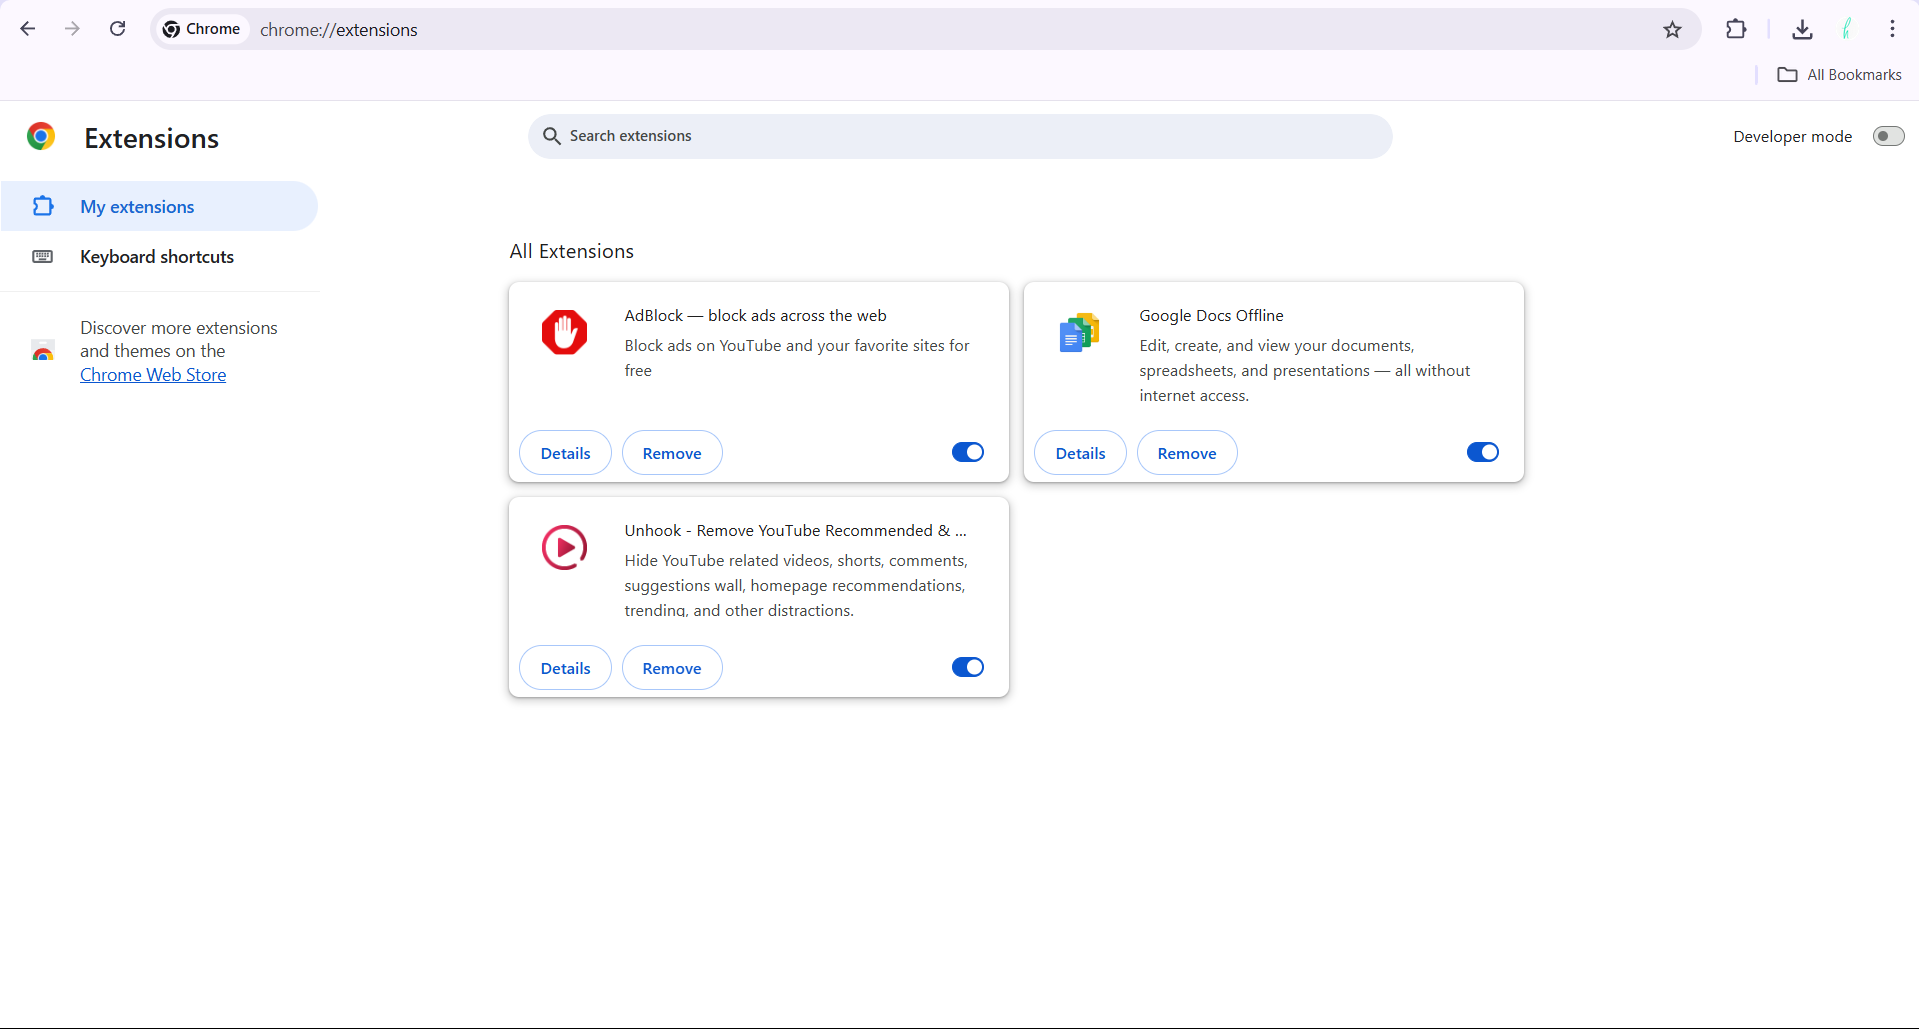 Chrome
chrome://extensions
All Bookmarks
Extensions
Search extensions
Developer mode
My extensions
Keyboard shortcuts
Discover more extensions
and themes on the
Chrome Web Store
All Extensions
AdBlock — block ads across the web
Block ads on YouTube and your favorite sites for
free
Details
Remove
Google Docs Offline
Edit, create, and view your documents,
spreadsheets, and presentations — all without
internet access.
Details
Remove
Unhook - Remove YouTube Recommended & ...
Hide YouTube related videos, shorts, comments,
suggestions wall, homepage recommendations,
trending, and other distractions.
Details
Remove